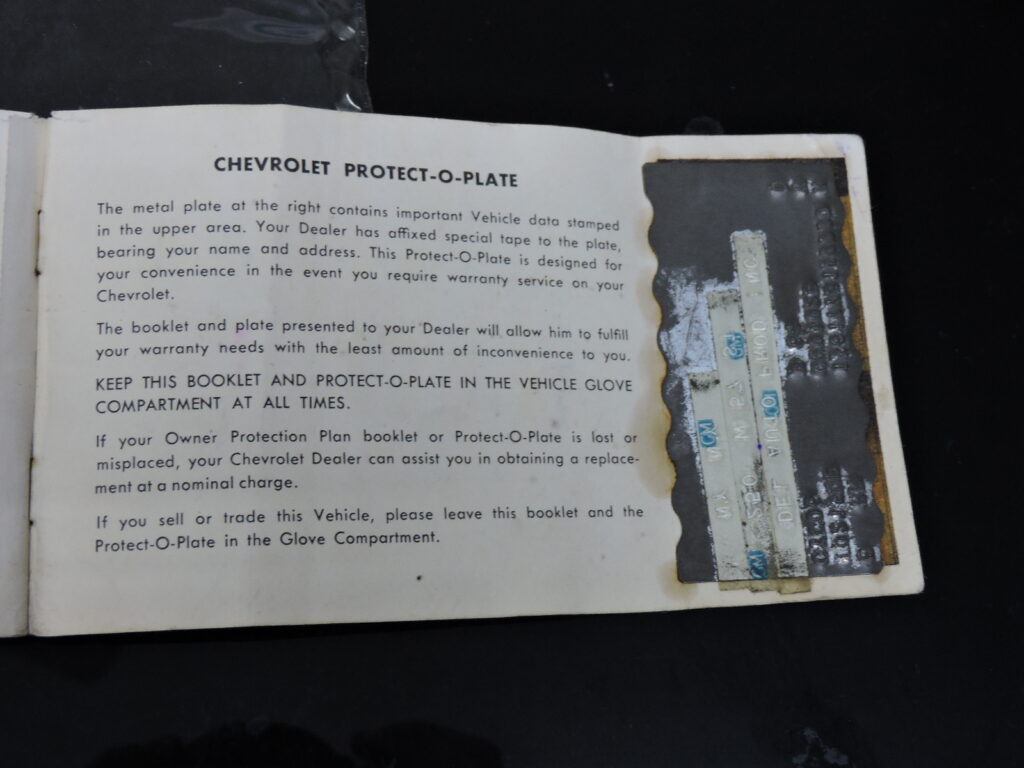 CHEVROLET PROTECT-O-PLATE
The metal plate at the right contains important Vehicle data stamped
in the upper area. Your Dealer has affixed special tape to the plate,
bearing your name and address. This Protect-O-Plate is designed for
your convenience in the event you require warranty service on your
Chevrolet.
The booklet and plate presented to your Dealer will allow him to fulfill
your warranty needs with the least amount of inconvenience to you.
KEEP THIS BOOKLET AND PROTECT-O-PLATE IN THE VEHICLE GLOVE
COMPARTMENT AT ALL TIMES.
If your Owner Protection Plan booklet or Protect-O-Plate is lost or
misplaced, your Chevrolet Dealer can assist you in obtaining a replace-
ment at a nominal charge.
If you sell or trade this Vehicle, please leave this booklet and the
Protect-O-Plate in the Glove Compartment.
DET AUTO PROD INC